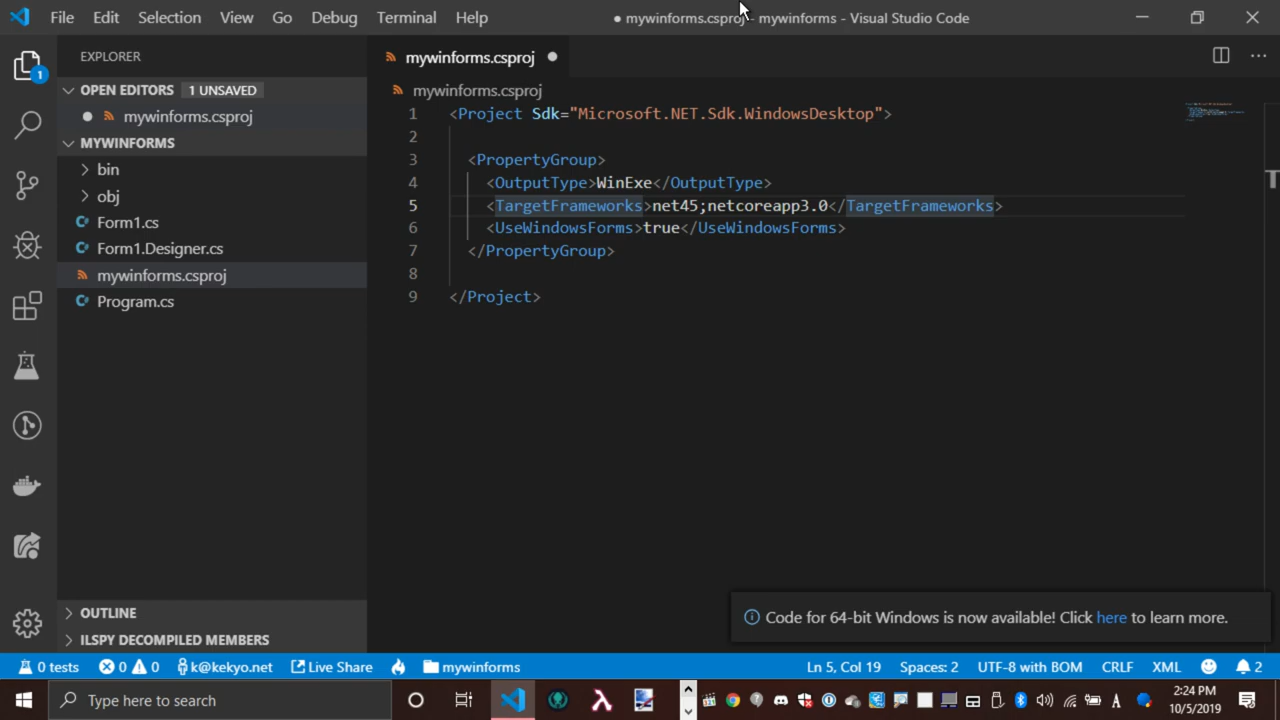 File Edit Selection View Go Debug Terminal Help
● mywinforms.csproj - mywinforms - Visual Studio Code
EXPLORER
OPEN EDITORS 1 UNSAVED
mywinforms.csproj
MYWINFORMS
bin
obj
Form1.cs
Form1.Designer.cs
mywinforms.csproj
Program.cs
OUTLINE
ILSPY DECOMPILED MEMBERS
1
mywinforms.csproj
mywinforms.csproj
1 <Project Sdk="Microsoft.NET.Sdk.WindowsDesktop">
2
3 <PropertyGroup>
4 <OutputType>WinExe</OutputType>
5 <TargetFrameworks>net45;netcoreapp3.0</TargetFrameworks>
6 <UseWindowsForms>true</UseWindowsForms>
7 </PropertyGroup>
8
9 </Project>
Code for 64-bit Windows is now available! Click here to learn more.
0 tests 0 0 k@kekyo.net Live Share mywinforms Ln 5, Col 19 Spaces: 2 UTF-8 with BOM CRLF XML 2
Type here to search
A
2:24 PM
10/5/2019